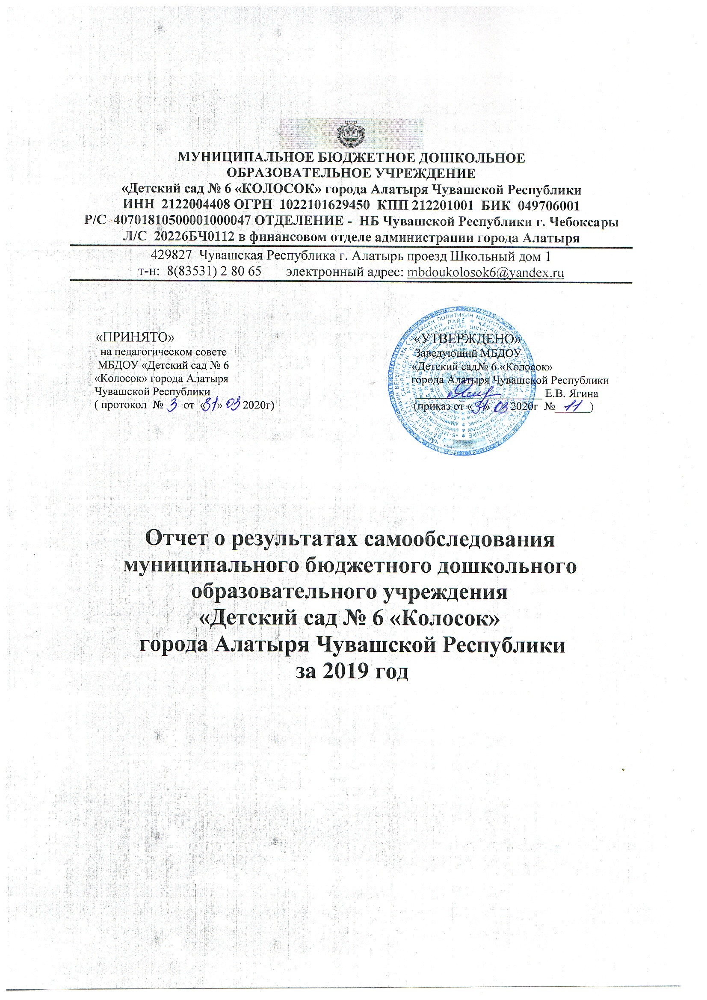 МУНИЦИПАЛЬНОЕ БЮДЖЕТНОЕ ДОШКОЛЬНОЕ
ОБРАЗОВАТЕЛЬНОЕ УЧРЕЖДЕНИЕ
«Детский сад № 6 «КОЛОСОК» города Алатыря Чувашской Республики
ИНН 2122004408 ОГРН 1022101629450 КПП 212201001 БИК 049706001
Р/С 40701810500001000047 ОТДЕЛЕНИЕ - НБ Чувашской Республики г. Чебоксары
Л/С 20226БЧ0112 в финансовом отделе администрации города Алатыря
429827 Чувашская Республика г. Алатырь проезд Школьный дом 1
т-н: 8(83531) 2 80 65 электронный адрес: mbdoukolosok6@yandex.ru
«ПРИНЯТО»
на педагогическом совете
МБДОУ «Детский сад № 6
«Колосок» города Алатыря
Чувашской Республики
( протокол № 3 от «31» 03 2020г)
«УТВЕРЖДЕНО»
Заведующий МБДОУ
«Детский сад№ 6 «Колосок»
города Алатыря Чувашской Республики
Е.В. Ягина
(приказ от «31» 03 2020г № 11)
Отчет о результатах самообследования
муниципального бюджетного дошкольного
образовательного учреждения
«Детский сад № 6 «Колосок»
города Алатыря Чувашской Республики
за 2019 год